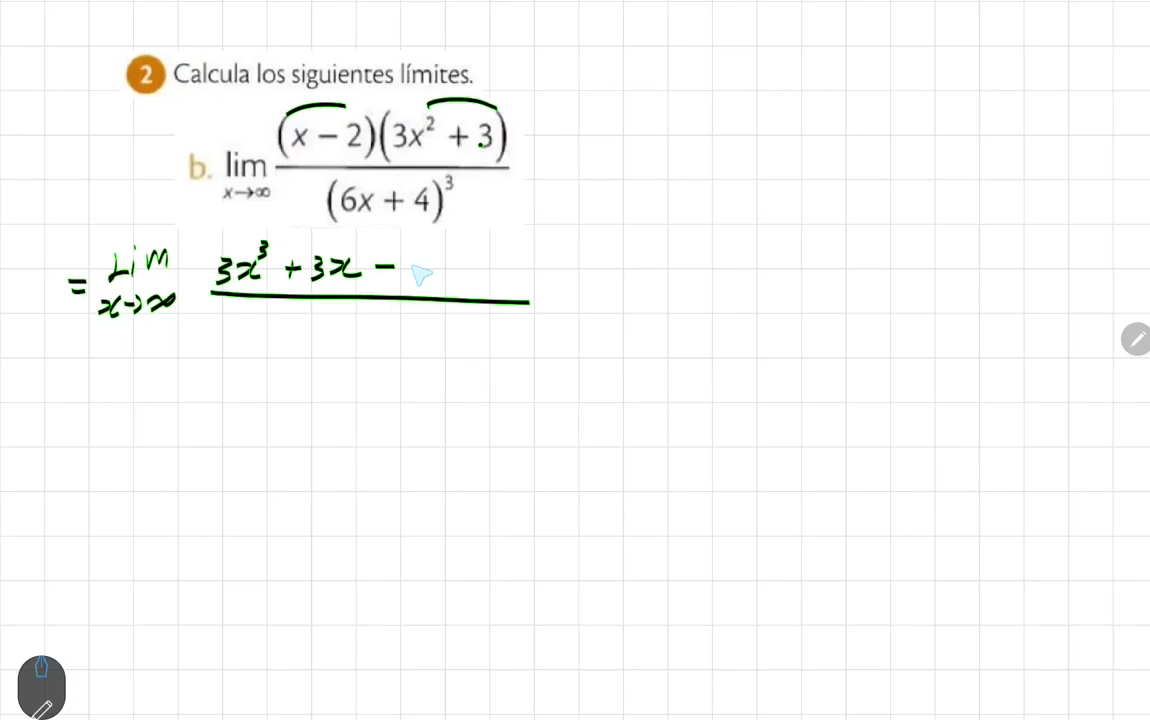 2 Calcula los siguientes límites.
b. lim x→∞ (x − 2)(3x² + 3) / (6x + 4)³
= Lim x→∞ 3x³ + 3x −